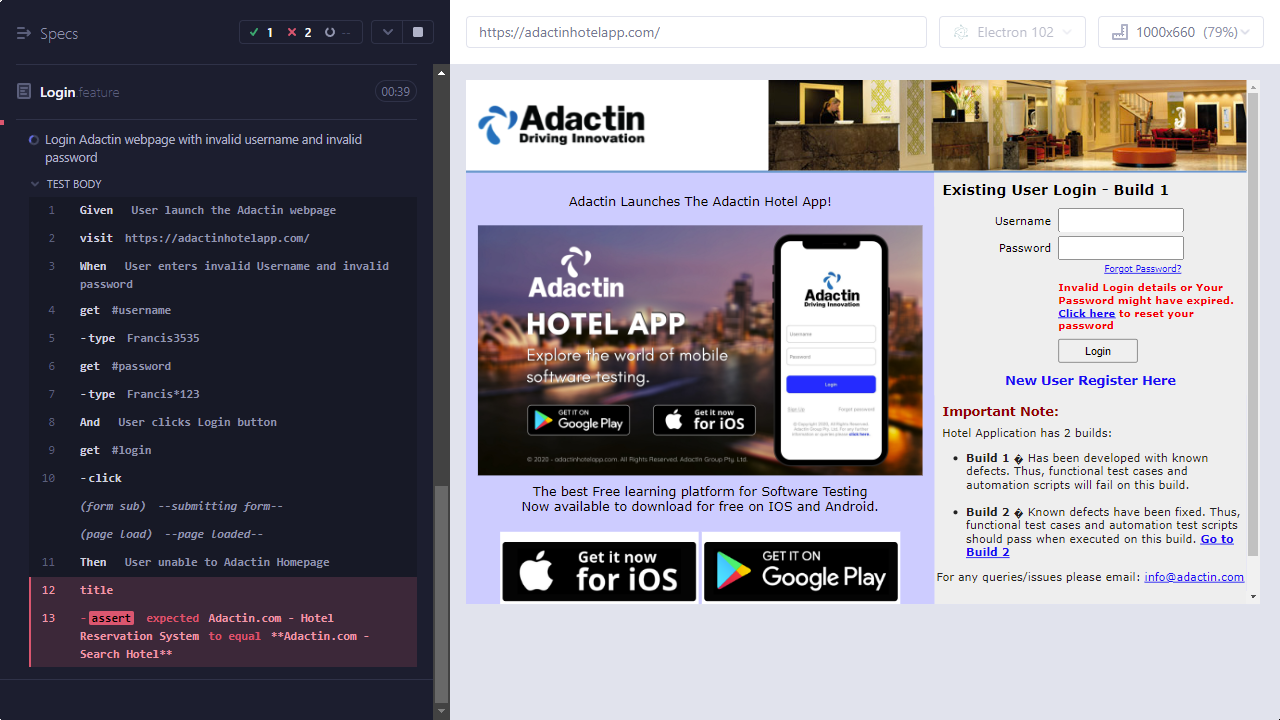 Specs
1
2
--
https://adactinhotelapp.com/
Electron 102
1000x660 (79%)
Login.feature
00:39
Login Adactin webpage with invalid username and invalid
password
TEST BODY
1 Given User launch the Adactin webpage
2 visit https://adactinhotelapp.com/
3 When User enters invalid Username and invalid
password
4 get #username
5 -type Francis3535
6 get #password
7 -type Francis*123
8 And User clicks Login button
9 get #login
10 -click
(form sub) --submitting form--
(page load) --page loaded--
11 Then User unable to Adactin Homepage
12 title
13 -assert expected Adactin.com - Hotel
Reservation System to equal **Adactin.com -
Search Hotel**
Adactin
Driving Innovation
Adactin Launches The Adactin Hotel App!
Adactin
HOTEL APP
Explore the world of mobile
software testing.
GET IT ON
Google Play
Get it now
for iOS
© 2020 - adactinhotelapp.com. All Rights Reserved. Adactin Group Pty. Ltd.
Adactin
Driving Innovation
Username
Password
Login
Sign Up
Forgot password
The best Free learning platform for Software Testing
Now available to download for free on IOS and Android.
Get it now
for iOS
GET IT ON
Google Play
Existing User Login - Build 1
Username
Password
Forgot Password?
Invalid Login details or Your
Password might have expired.
Click here to reset your
password
Login
New User Register Here
Important Note:
Hotel Application has 2 builds:
• Build 1 � Has been developed with known
defects. Thus, functional test cases and
automation scripts will fail on this build.
• Build 2 � Known defects have been fixed. Thus,
functional test cases and automation test scripts
should pass when executed on this build. Go to
Build 2
For any queries/issues please email: info@adactin.com